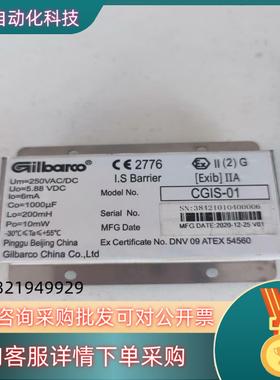 自动化科技
Gilbarco
CE 2776
Ex II (2) G
Um=250VAC/DC
I.S Barrier
[Exib] IIA
Uo=5.88 VDC
Io=6mA
Model No.
CGIS-01
Co=1000µF
Lo=200mH
Serial No.
SN:38421010400006
Po=10mW
MFG Date
MFG DATE:2020-12-25 V01
-30℃≤Ta≤+55℃
Pinggu Beijing China
Ex Certificate No. DNV 09 ATEX 54560
Gilbarco China Co., Ltd.
821949929
咨询采购批发可对公打票
客服详情下单采购